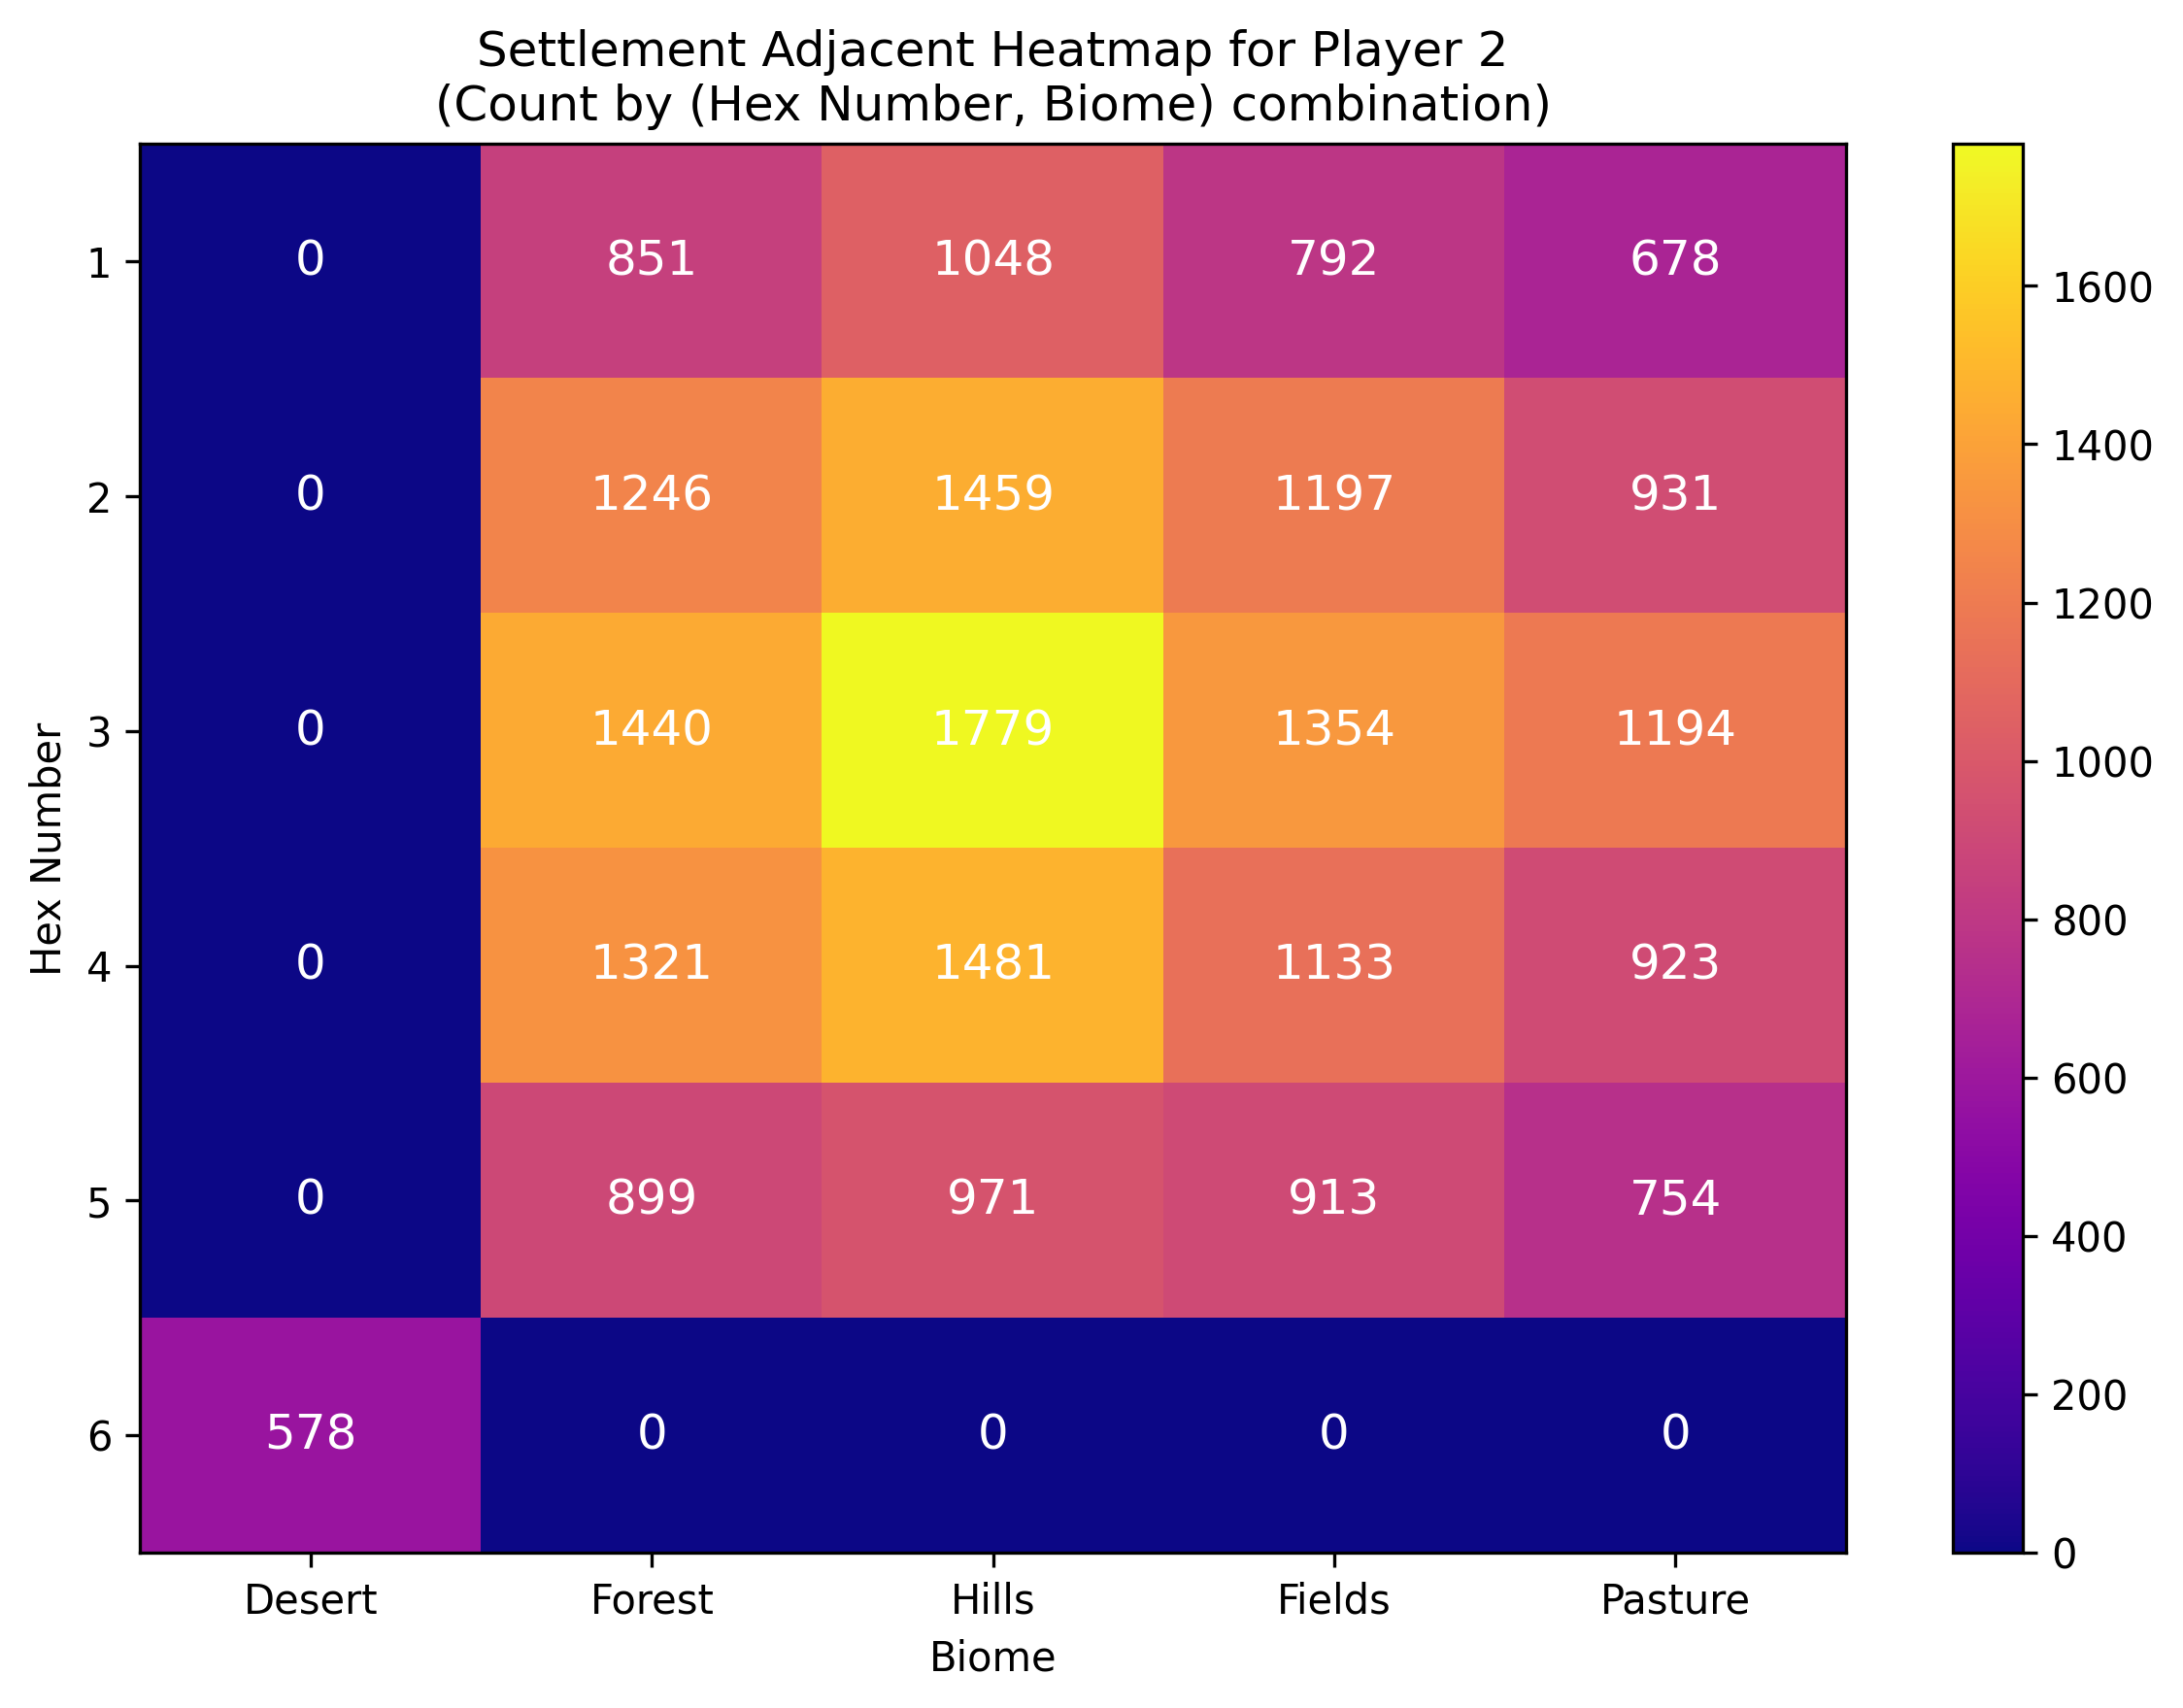 Settlement Adjacent Heatmap for Player 2
(Count by (Hex Number, Biome) combination)
1 0 851 1048 792 678
2 0 1246 1459 1197 931
3 0 1440 1779 1354 1194
4 0 1321 1481 1133 923
5 0 899 971 913 754
6 578 0 0 0 0
Desert Forest Hills Fields Pasture
Biome
Hex Number
1600
1400
1200
1000
800
600
400
200
0